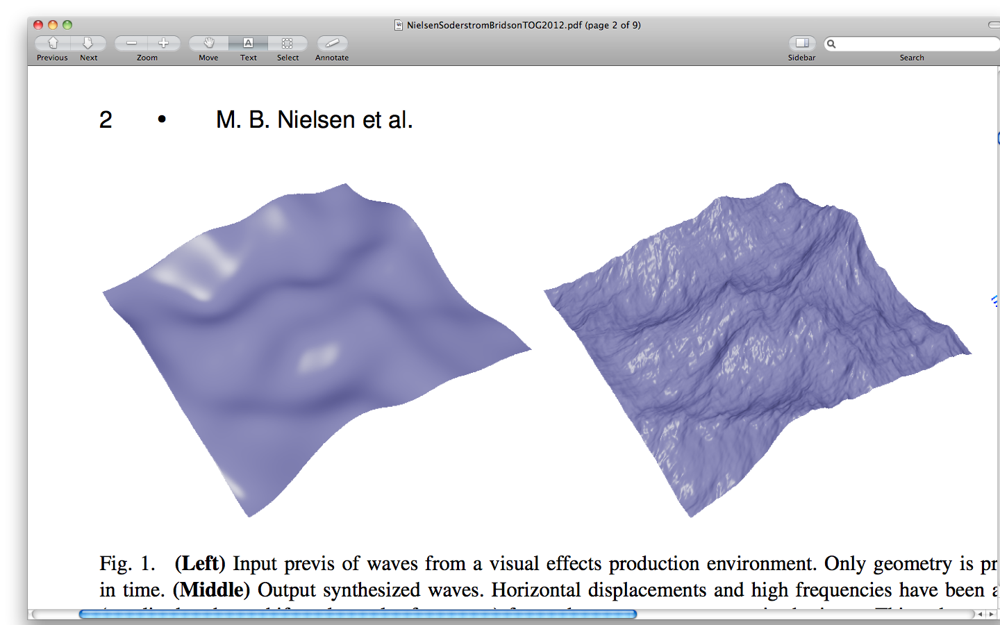 NielsenSoderstromBridsonTOG2012.pdf (page 2 of 9)
Previous Next Zoom Move Text Select Annotate Sidebar Search
2 • M. B. Nielsen et al.
Fig. 1. (Left) Input previs of waves from a visual effects production environment. Only geometry is pr
in time. (Middle) Output synthesized waves. Horizontal displacements and high frequencies have been a